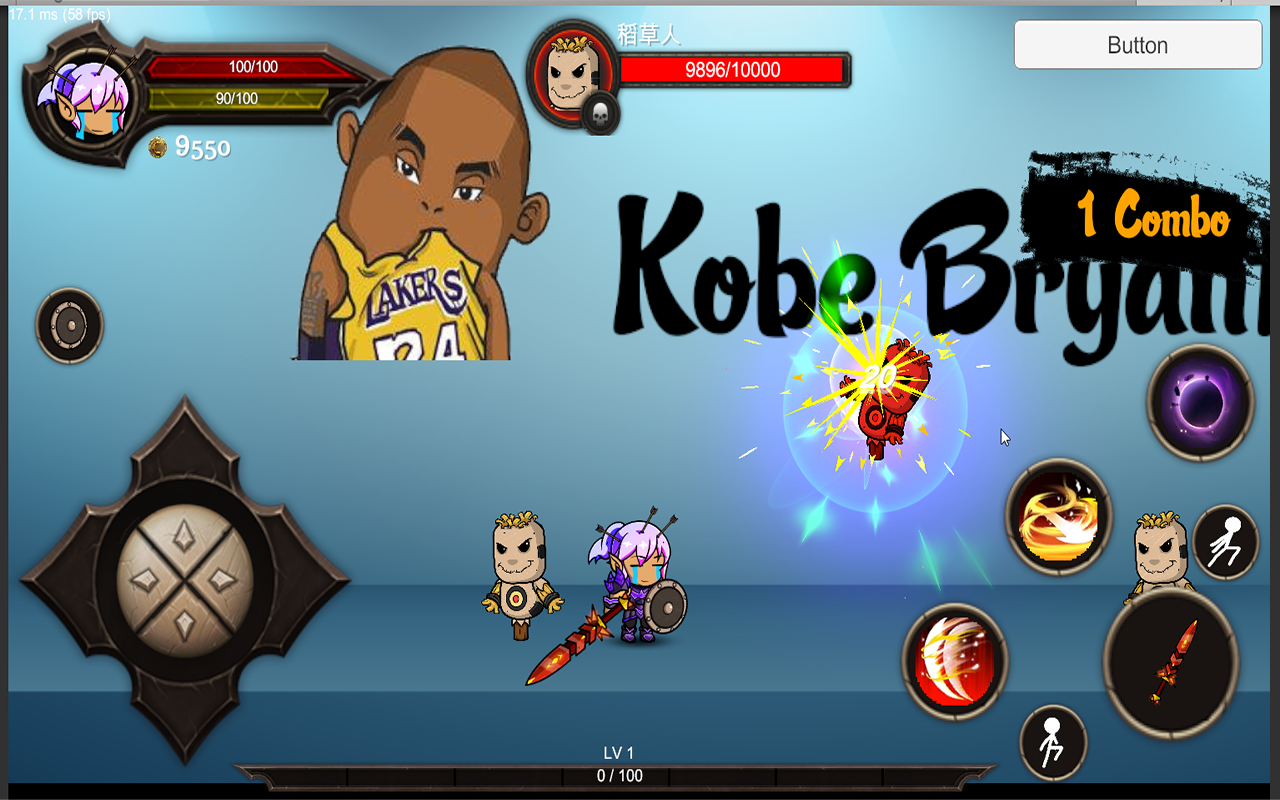 17.1 ms (58 fps)
稻草人
100/100
9896/10000
Button
90/100
9550
1 Combo
Kobe Bryant
LAKERS
24
20
LV 1
0 / 100